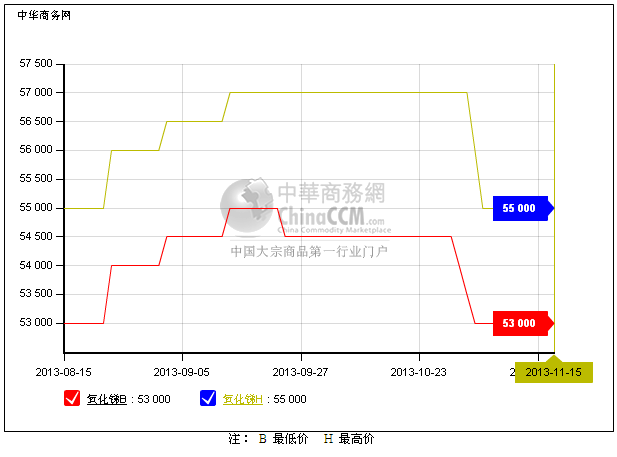 中华商务网
57 500
57 000
56 500
56 000
55 500
55 000
54 500
54 000
53 500
53 000
中華商務網
ChinaCCM.com
China Commodity Marketplace
中国大宗商品第一行业门户
55 000
53 000
2013-08-15 2013-09-05 2013-09-27 2013-10-23 2013-11-15
氧化锑B : 53 000 氧化锑H : 55 000
注： B 最低价 H 最高价